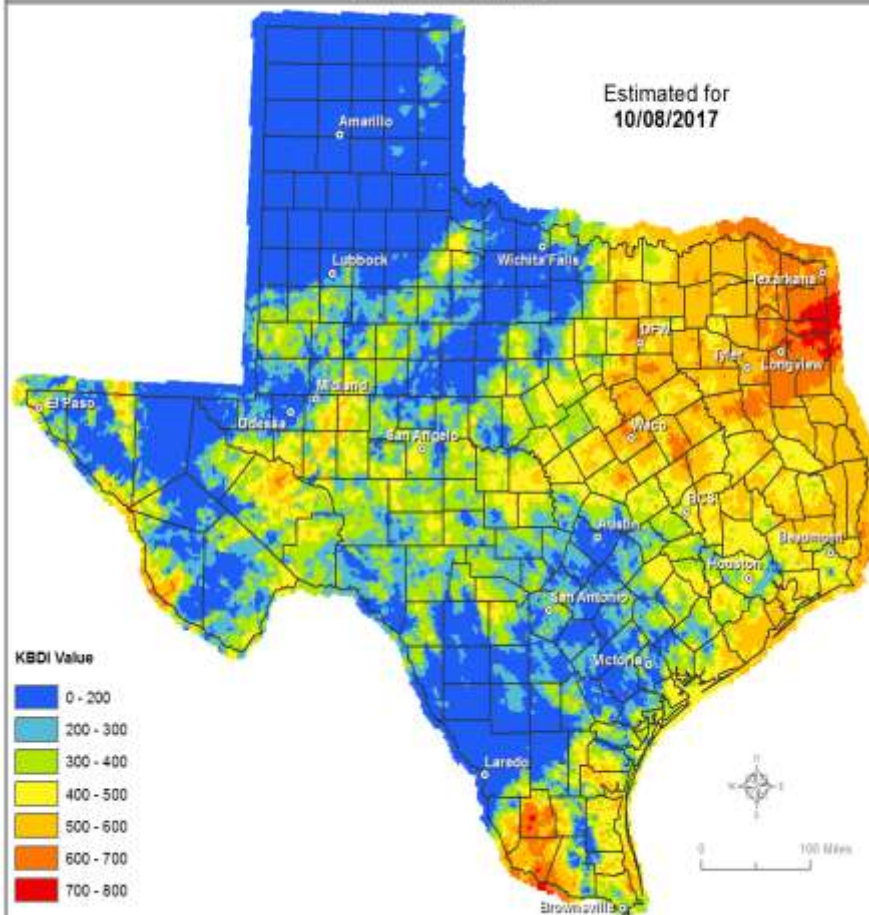 Estimated for
10/08/2017
Amarillo
Lubbock
Wichita Falls
Texarkana
DFW
Tyler
Longview
Midland
El Paso
Odessa
San Angelo
Waco
BCS
Austin
Beaumont
Houston
San Antonio
Victoria
Laredo
Brownsville
KBDI Value
0 - 200
200 - 300
300 - 400
400 - 500
500 - 600
600 - 700
700 - 800
0 100 Miles